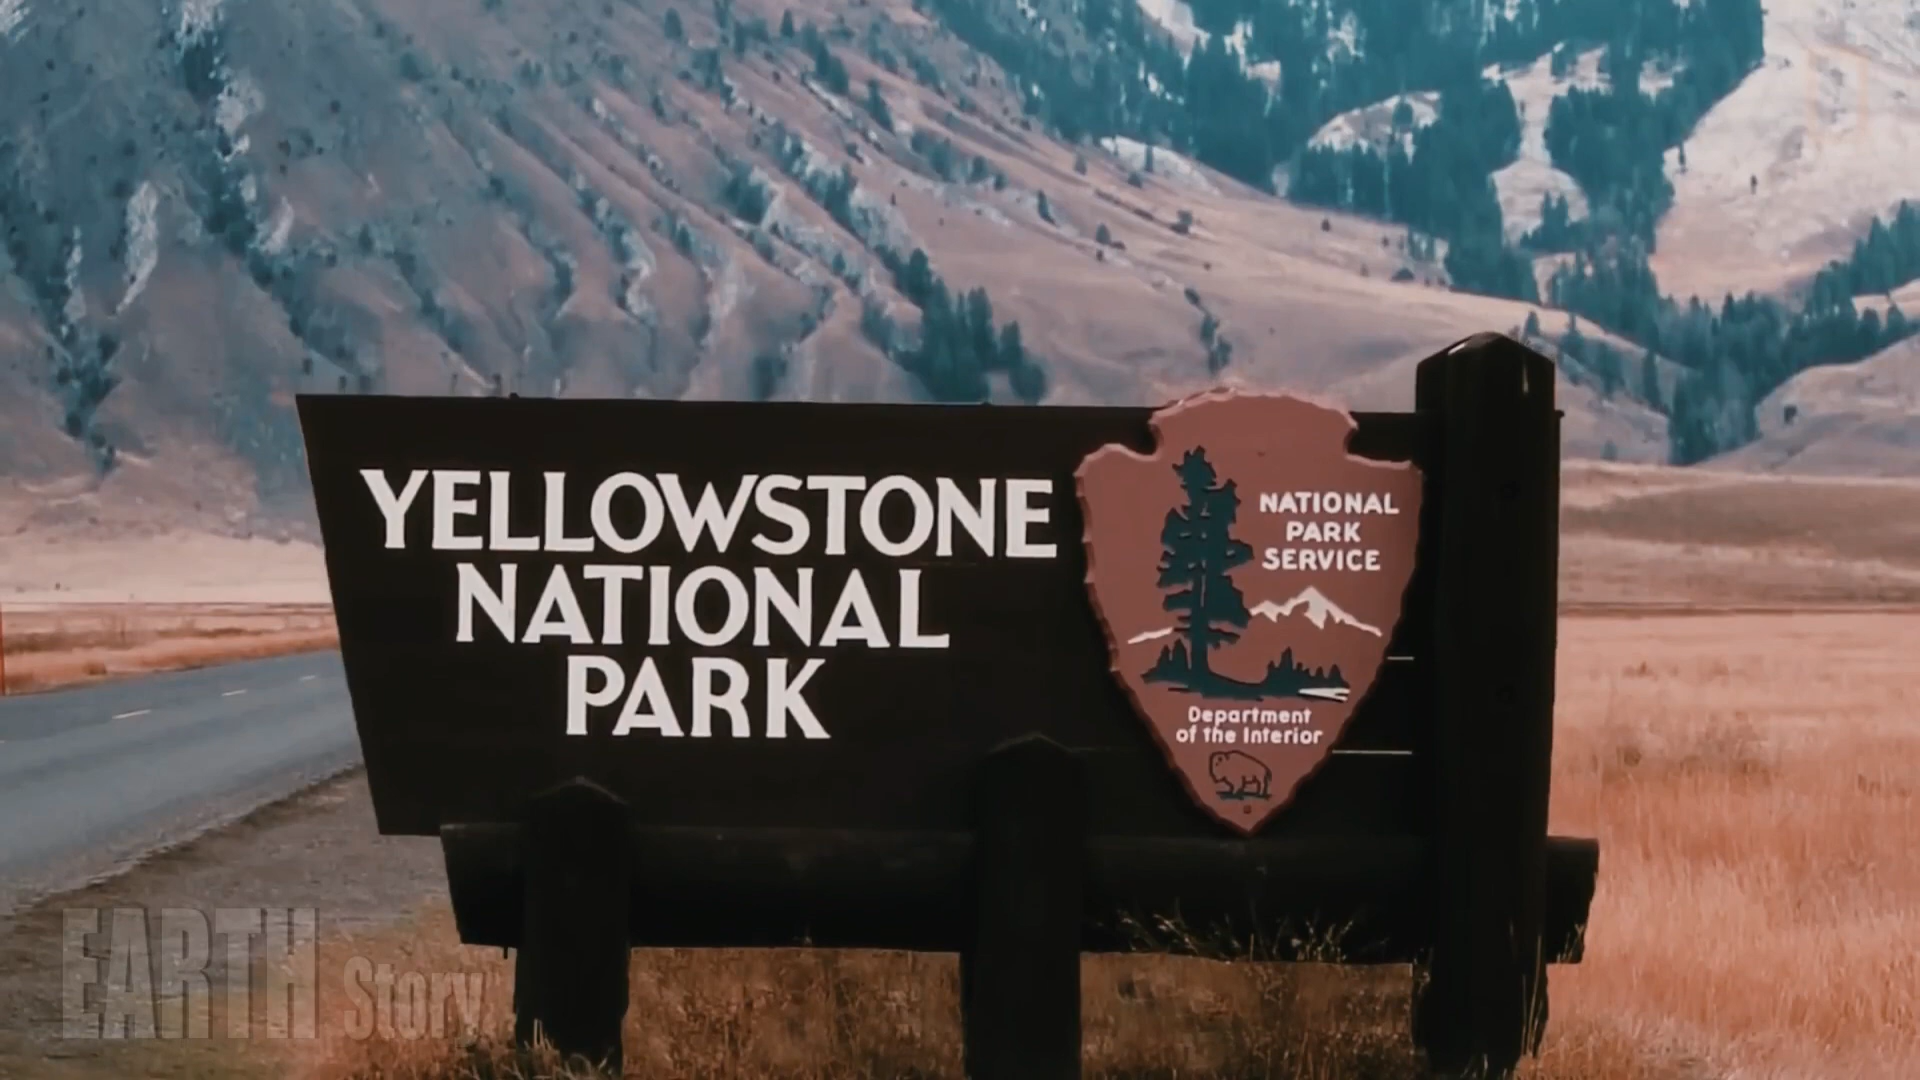 YELLOWSTONE
NATIONAL
PARK
NATIONAL
PARK
SERVICE
Department
of the Interior
EARTH Story